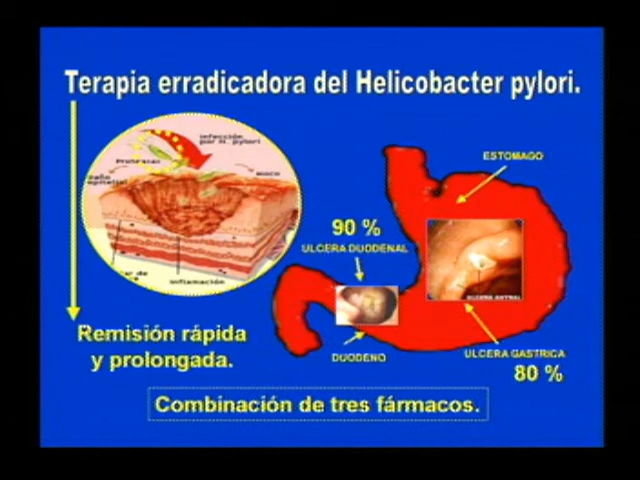 Terapia erradicadora del Helicobacter pylori.
Infección
por H. pylori
Proteasas
Moco
Daño
epitelial
Inflamación
ESTOMAGO
90 %
ULCERA DUODENAL
ULCERA ANTRAL
DUODENO
ULCERA GASTRICA
80 %
Remisión rápida
y prolongada.
Combinación de tres fármacos.